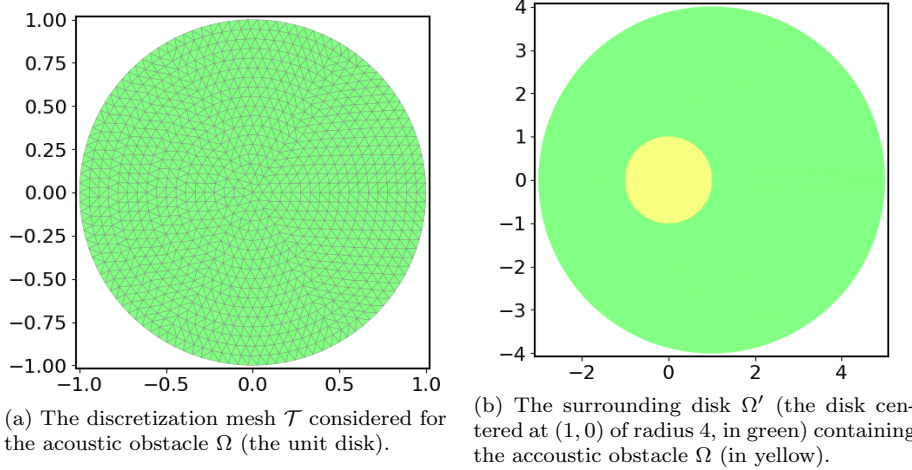 1.00
0.75
0.50
0.25
0.00
−0.25
−0.50
−0.75
−1.00
−1.0 −0.5 0.0 0.5 1.0
(a) The discretization mesh 𝒯 considered for
the acoustic obstacle Ω (the unit disk).
4
3
2
1
0
−1
−2
−3
−4
−2 0 2 4
(b) The surrounding disk Ω′ (the disk cen-
tered at (1, 0) of radius 4, in green) containing
the accoustic obstacle Ω (in yellow).